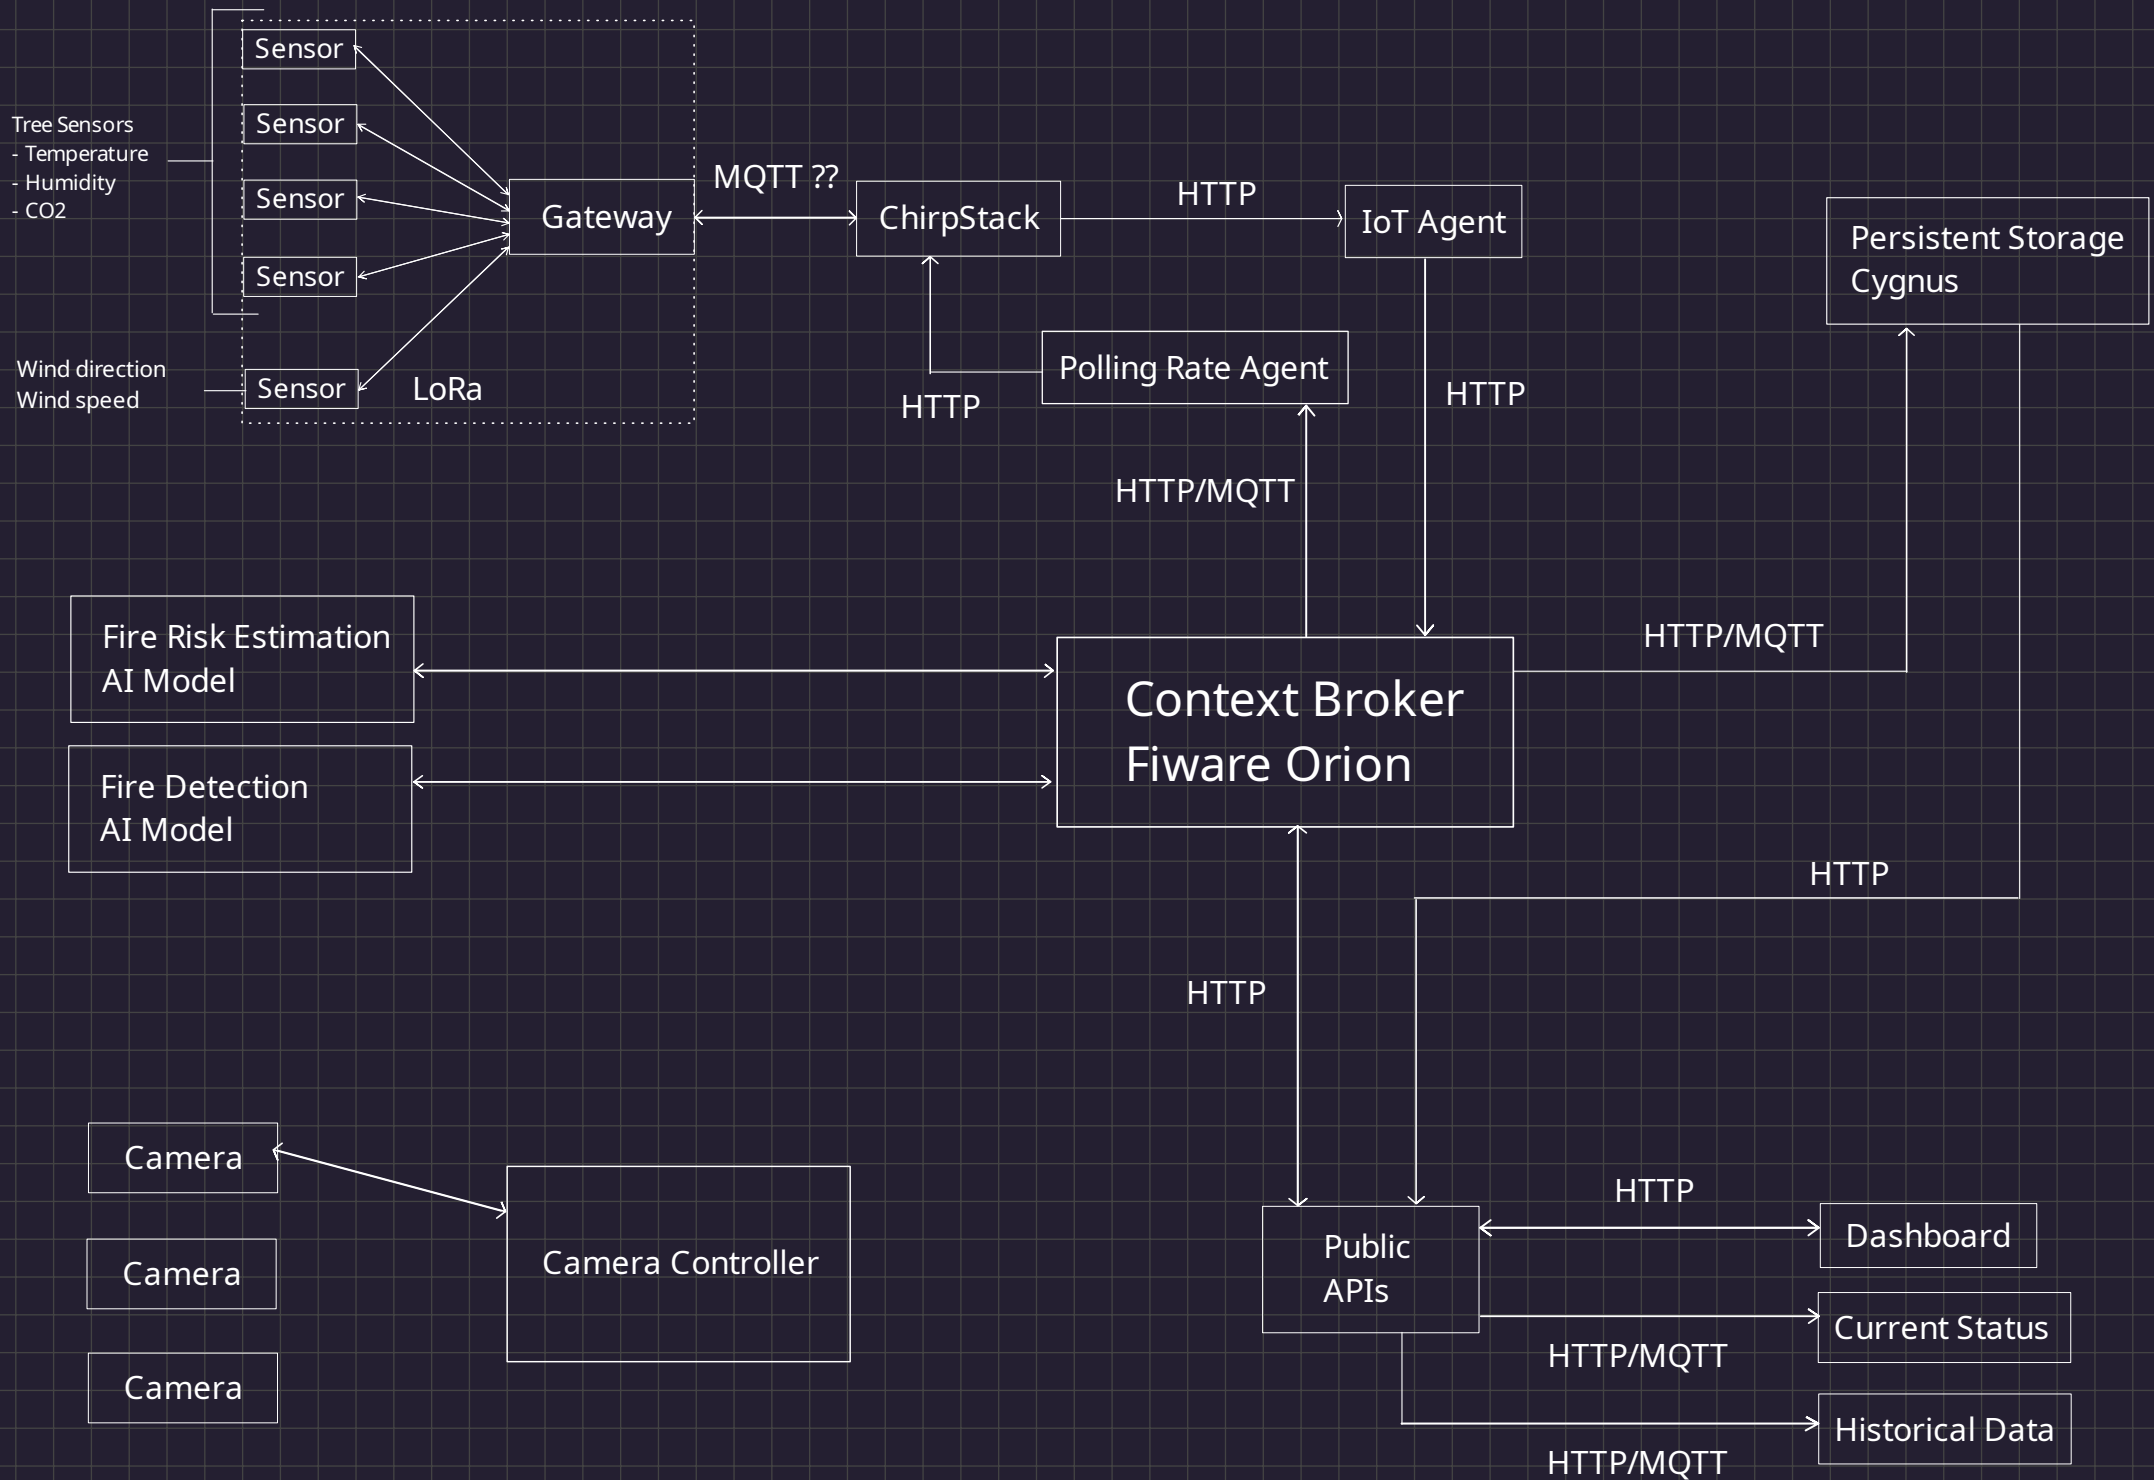 Sensor
Sensor
Tree Sensors
- Temperature
- Humidity
- CO2
Sensor
Sensor
Wind direction
Wind speed
Sensor
LoRa
Gateway
MQTT ??
ChirpStack
HTTP
IoT Agent
Polling Rate Agent
HTTP
HTTP
HTTP/MQTT
Persistent Storage
Cygnus
Fire Risk Estimation
AI Model
Fire Detection
AI Model
Context Broker
Fiware Orion
HTTP/MQTT
HTTP
HTTP
Camera
Camera
Camera
Camera Controller
Public
APIs
HTTP
Dashboard
Current Status
HTTP/MQTT
Historical Data
HTTP/MQTT